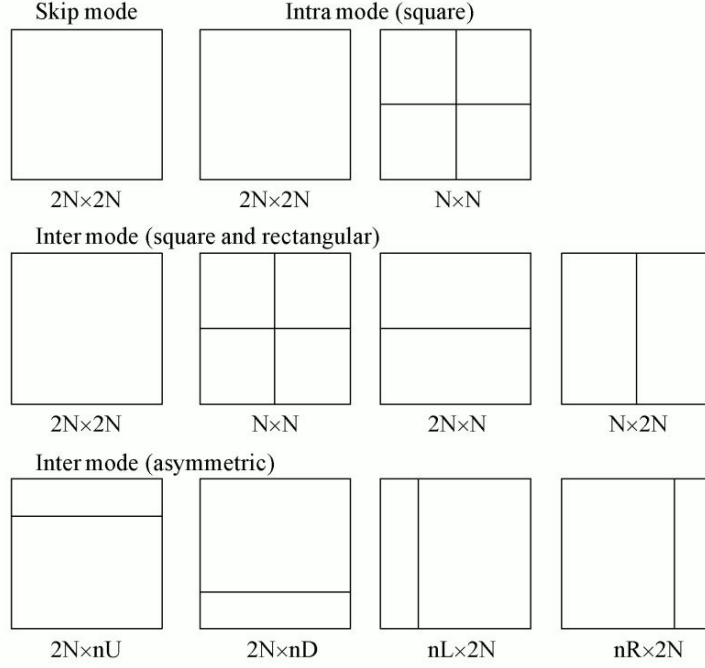 Skip mode Intra mode (square)
2N×2N 2N×2N N×N
Inter mode (square and rectangular)
2N×2N N×N 2N×N N×2N
Inter mode (asymmetric)
2N×nU 2N×nD nL×2N nR×2N